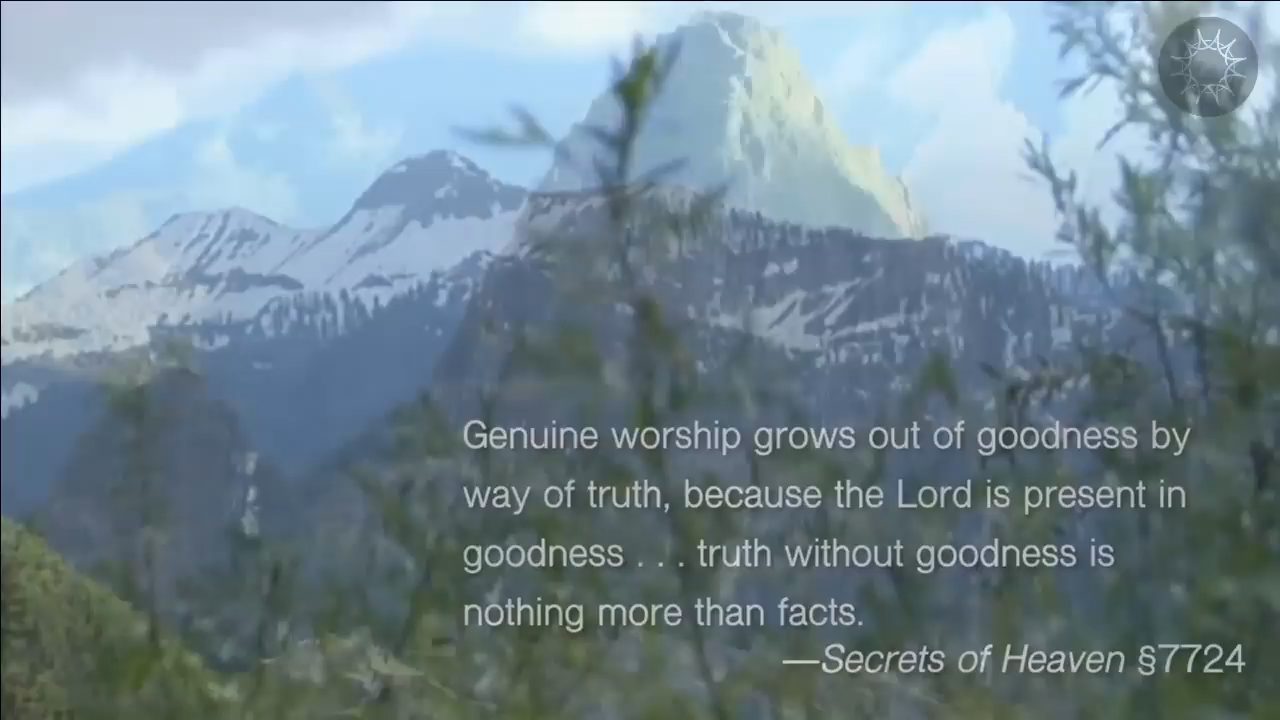 Genuine worship grows out of goodness by
way of truth, because the Lord is present in
goodness . . . truth without goodness is
nothing more than facts.
—Secrets of Heaven §7724